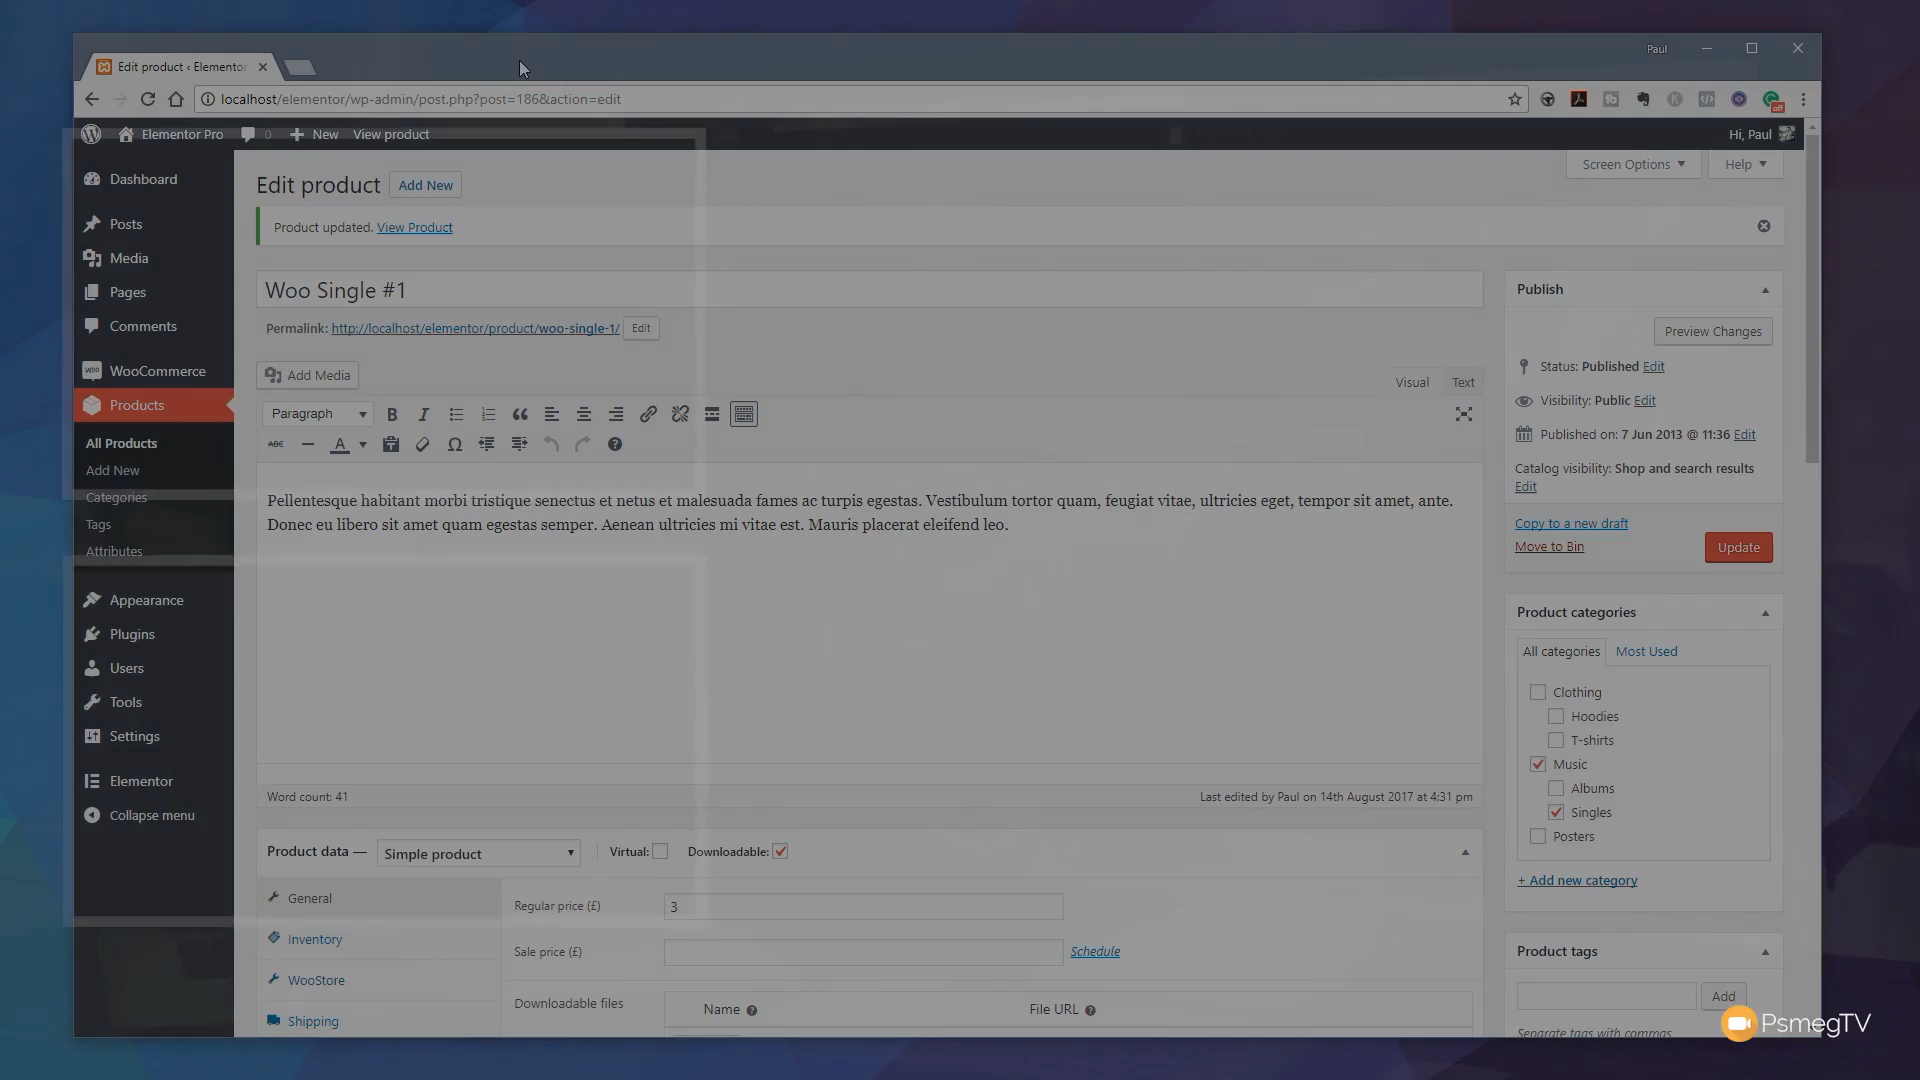 Paul
Edit product ‹ Elementor
localhost/elementor/wp-admin/post.php?post=186&action=edit
off
Elementor Pro 0 New View product Hi, Paul
Screen Options Help
Dashboard
Posts
Media
Pages
Comments
WooCommerce
Products
All Products
Add New
Categories
Tags
Attributes
Appearance
Plugins
Users
Tools
Settings
Elementor
Collapse menu
Edit product Add New
Product updated. View Product
Woo Single #1
Permalink: http://localhost/elementor/product/woo-single-1/ Edit
Add Media
Visual Text
Paragraph
ABC
Pellentesque habitant morbi tristique senectus et netus et malesuada fames ac turpis egestas. Vestibulum tortor quam, feugiat vitae, ultricies eget, tempor sit amet, ante.
Donec eu libero sit amet quam egestas semper. Aenean ultricies mi vitae est. Mauris placerat eleifend leo.
Word count: 41 Last edited by Paul on 14th August 2017 at 4:31 pm
Product data — Simple product Virtual: Downloadable:
General
Inventory
WooStore
Shipping
Regular price (£) 3
Sale price (£) Schedule
Downloadable files Name File URL
Publish
Preview Changes
Status: Published Edit
Visibility: Public Edit
Published on: 7 Jun 2013 @ 11:36 Edit
Catalog visibility: Shop and search results
Edit
Copy to a new draft
Move to Bin Update
Product categories
All categories Most Used
Clothing
Hoodies
T-shirts
Music
Albums
Singles
Posters
+ Add new category
Product tags
Add
Separate tags with commas
PsmegTV